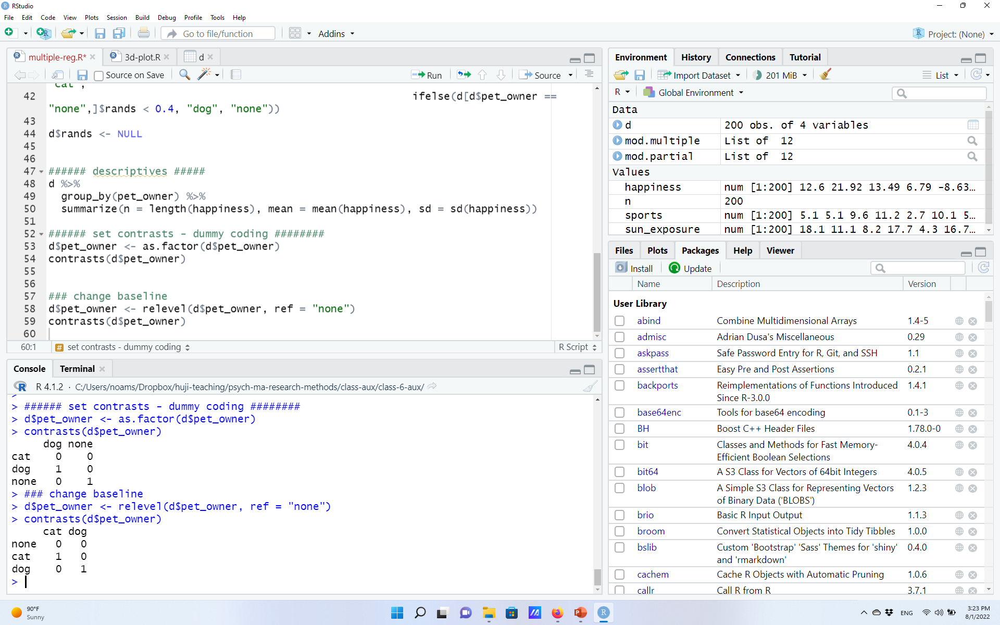 RStudio
File Edit Code View Plots Session Build Debug Profile Tools Help
Go to file/function Addins Project: (None)
multiple-reg.R* 3d-plot.R d
Source on Save Run Source
"cat",
42 ifelse(d[d$pet_owner ==
"none",]$rands < 0.4, "dog", "none"))
43
44 d$rands <- NULL
45
46
47 ###### descriptives #####
48 d %>%
49 group_by(pet_owner) %>%
50 summarize(n = length(happiness), mean = mean(happiness), sd = sd(happiness))
51
52 ###### set contrasts - dummy coding ########
53 d$pet_owner <- as.factor(d$pet_owner)
54 contrasts(d$pet_owner)
55
56
57 ### change baseline
58 d$pet_owner <- relevel(d$pet_owner, ref = "none")
59 contrasts(d$pet_owner)
60
60:1 # set contrasts - dummy coding R Script
Console Terminal
R 4.1.2 · C:/Users/noams/Dropbox/huji-teaching/psych-ma-research-methods/class-aux/class-6-aux/
>
> ###### set contrasts - dummy coding ########
> d$pet_owner <- as.factor(d$pet_owner)
> contrasts(d$pet_owner)
dog none
cat 0 0
dog 1 0
none 0 1
> ### change baseline
> d$pet_owner <- relevel(d$pet_owner, ref = "none")
> contrasts(d$pet_owner)
cat dog
none 0 0
cat 1 0
dog 0 1
>
Environment History Connections Tutorial
Import Dataset 201 MiB List
R Global Environment
Data
d 200 obs. of 4 variables
mod.multiple List of 12
mod.partial List of 12
Values
happiness num [1:200] 12.6 21.92 13.49 6.79 -8.63…
n 200
sports num [1:200] 5.1 5.1 9.6 11.2 2.7 10.1 5…
sun_exposure num [1:200] 18.1 11.1 8.2 17.7 4.3 16.7…
Files Plots Packages Help Viewer
Install Update
Name Description Version
User Library
abind Combine Multidimensional Arrays 1.4-5
admisc Adrian Dusa's Miscellaneous 0.29
askpass Safe Password Entry for R, Git, and SSH 1.1
assertthat Easy Pre and Post Assertions 0.2.1
backports Reimplementations of Functions Introduced 1.4.1
Since R-3.0.0
base64enc Tools for base64 encoding 0.1-3
BH Boost C++ Header Files 1.78.0-0
bit Classes and Methods for Fast Memory- 4.0.4
Efficient Boolean Selections
bit64 A S3 Class for Vectors of 64bit Integers 4.0.5
blob A Simple S3 Class for Representing Vectors 1.2.3
of Binary Data ('BLOBS')
brio Basic R Input Output 1.1.3
broom Convert Statistical Objects into Tidy Tibbles 1.0.0
bslib Custom 'Bootstrap' 'Sass' Themes for 'shiny' 0.4.0
and 'rmarkdown'
cachem Cache R Objects with Automatic Pruning 1.0.6
callr Call R from R 3.7.1
90°F
Sunny
ENG
3:23 PM
8/1/2022